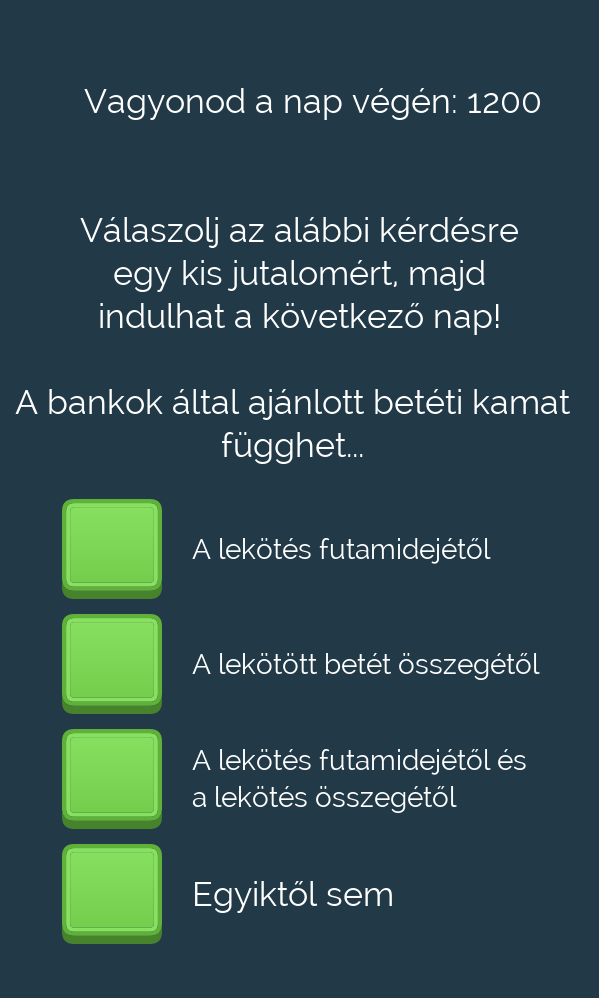 Vagyonod a nap végén: 1200
Válaszolj az alábbi kérdésre
egy kis jutalomért, majd
indulhat a következő nap!
A bankok által ajánlott betéti kamat
függhet...
A lekötés futamidejétől
A lekötött betét összegétől
A lekötés futamidejétől és
a lekötés összegétől
Egyiktől sem